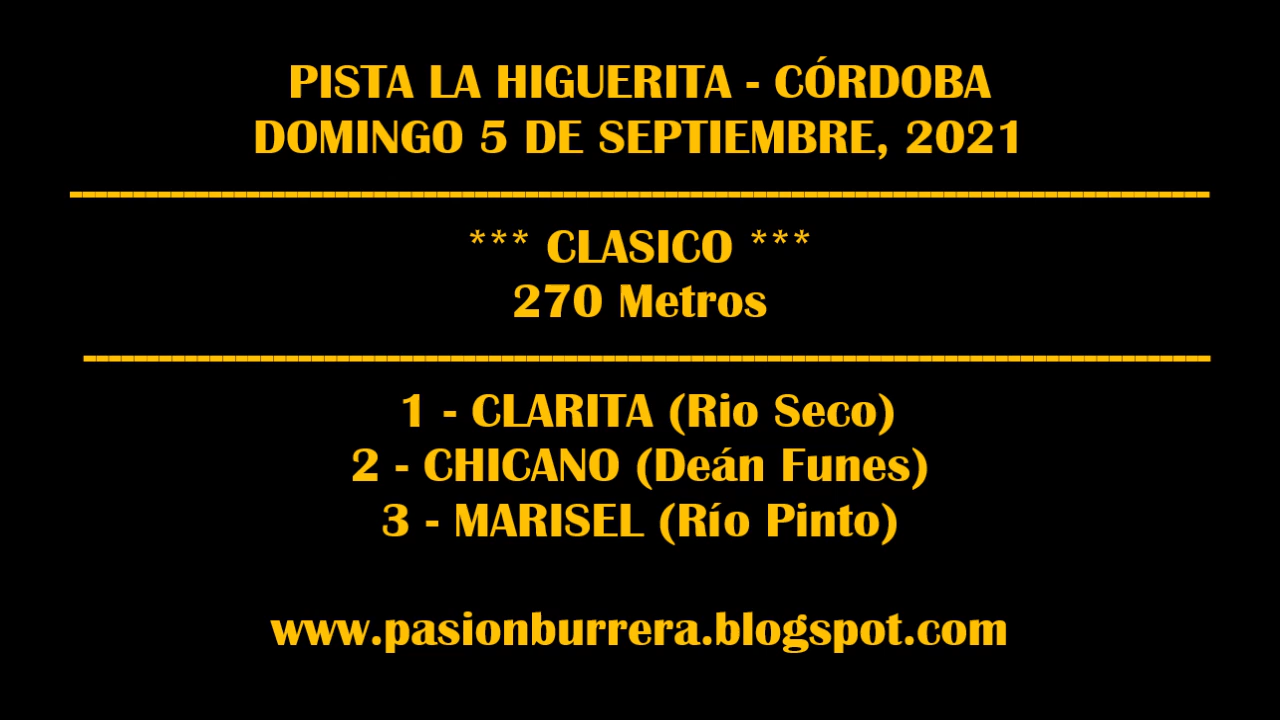 PISTA LA HIGUERITA - CÓRDOBA
DOMINGO 5 DE SEPTIEMBRE, 2021
*** CLASICO ***
270 Metros
1 - CLARITA (Rio Seco)
2 - CHICANO (Deán Funes)
3 - MARISEL (Río Pinto)
www.pasionburrera.blogspot.com